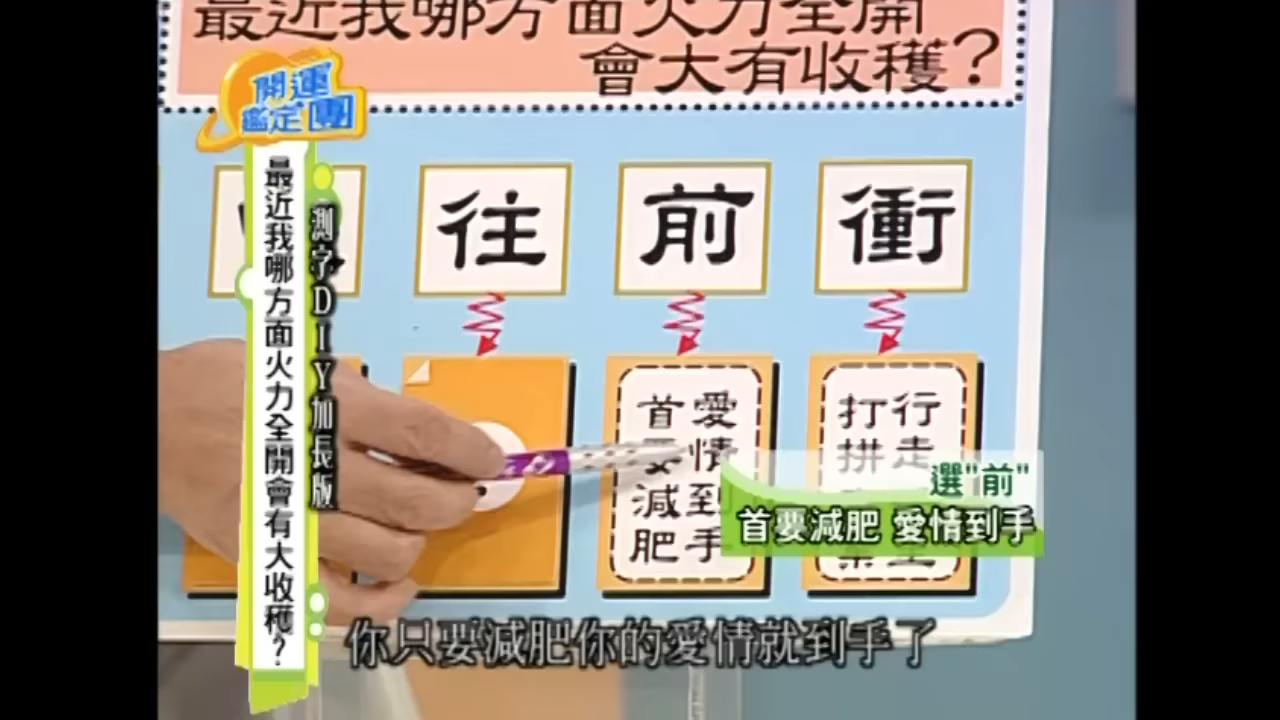 最近我哪方面火力全開
會大有收穫?
開運
鑑定團
測字DIY加長版
最近我哪方面火力全開會有大收穫?
往
前
衝
首要減肥
愛情到手
打拼
行走
選"前"
首要減肥 愛情到手
你只要減肥你的愛情就到手了